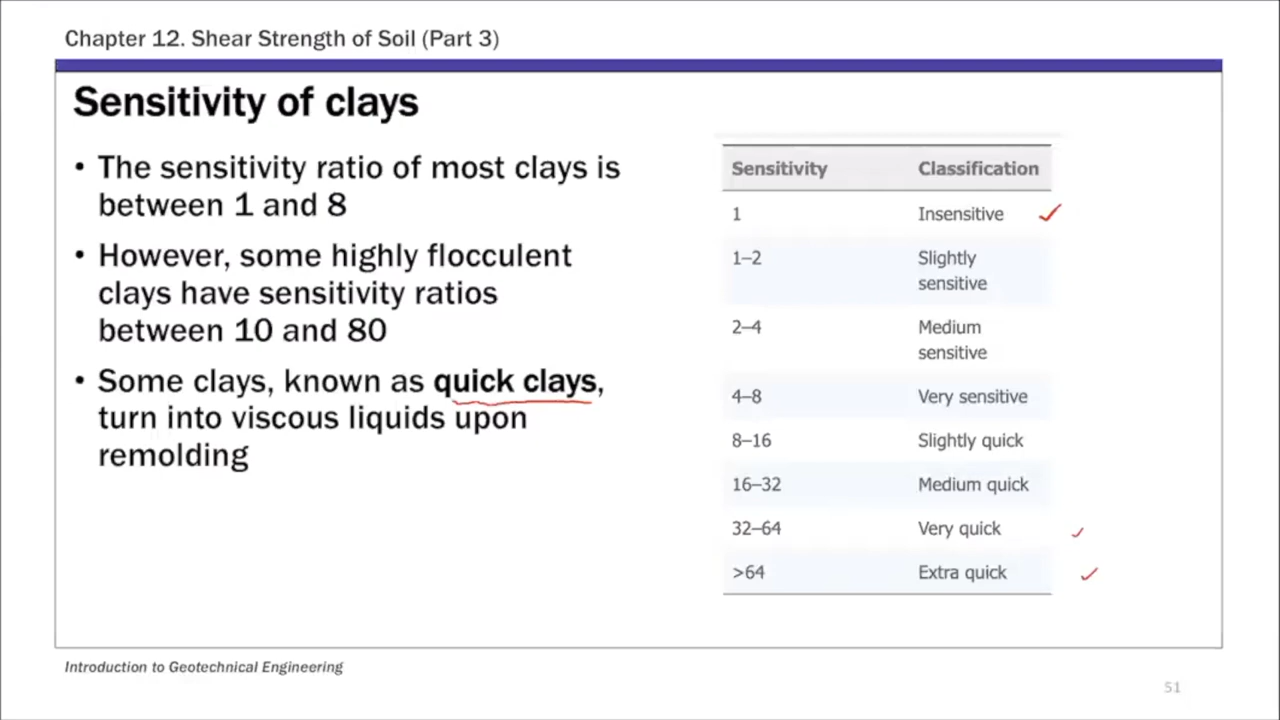 Chapter 12. Shear Strength of Soil (Part 3)
Sensitivity of clays
• The sensitivity ratio of most clays is
between 1 and 8
• However, some highly flocculent
clays have sensitivity ratios
between 10 and 80
• Some clays, known as quick clays,
turn into viscous liquids upon
remolding
Sensitivity Classification
1 Insensitive
1–2 Slightly
sensitive
2–4 Medium
sensitive
4–8 Very sensitive
8–16 Slightly quick
16–32 Medium quick
32–64 Very quick
>64 Extra quick
Introduction to Geotechnical Engineering
51